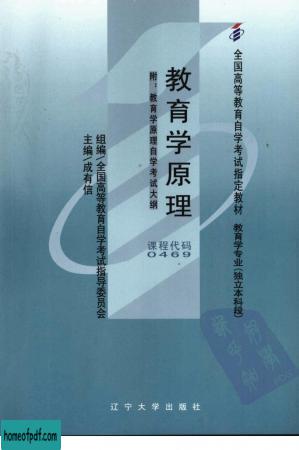 全国高等教育自学考试指定教材
教育学专业(独立本科段)
教育学原理
附：教育学原理自学考试大纲
课程代码
0469
组编/全国高等教育自学考试指导委员会
主编/成有信
辽宁大学出版社
homeofpdf.com